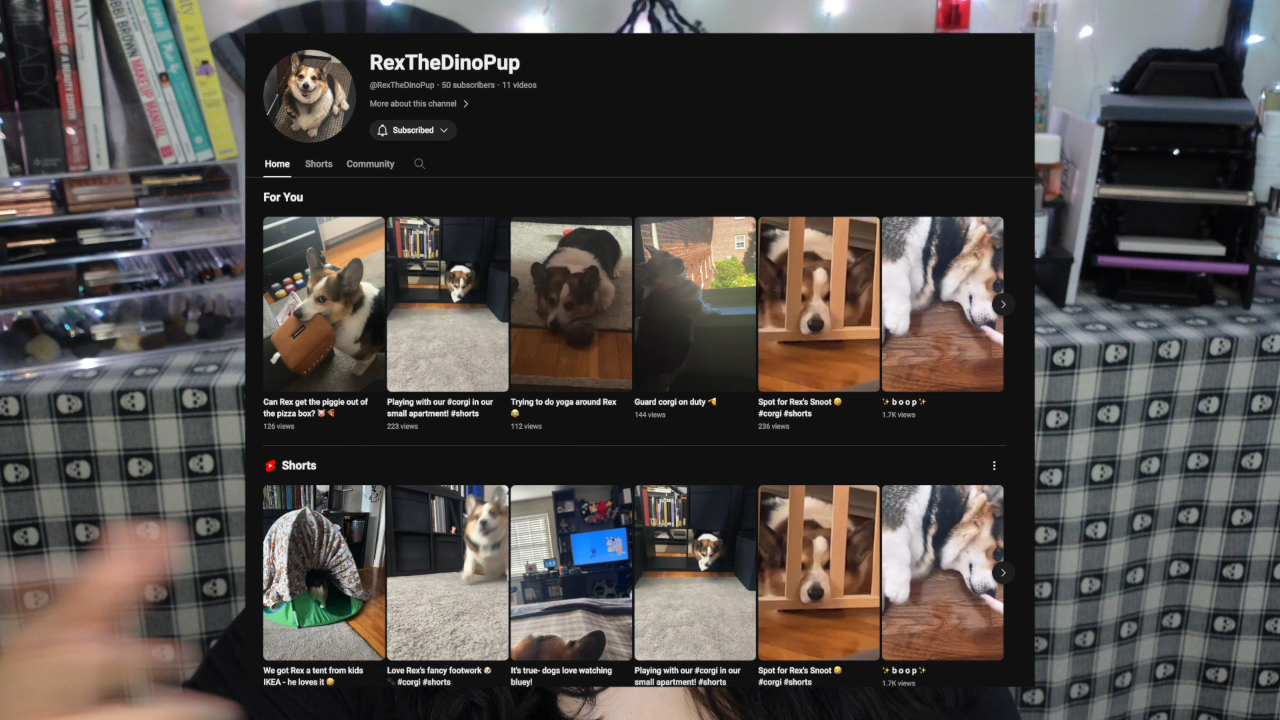 RexTheDinoPup
@RexTheDinoPup · 50 subscribers · 11 videos
More about this channel
Subscribed
Home Shorts Community
For You
Can Rex get the piggie out of
the pizza box? 🐷🍕
126 views
Playing with our #corgi in our
small apartment! #shorts
223 views
Trying to do yoga around Rex
😂
112 views
Guard corgi on duty
144 views
Spot for Rex's Snoot
#corgi #shorts
236 views
✨ b o o p ✨
1.7K views
Shorts
We got Rex a tent from kids
IKEA - he loves it
Love Rex's fancy footwork
#corgi #shorts
It's true- dogs love watching
bluey!
Playing with our #corgi in our
small apartment! #shorts
Spot for Rex's Snoot
#corgi #shorts
✨ b o o p ✨
1.7K views
BOBBI BROWN MAKEUP MANUAL